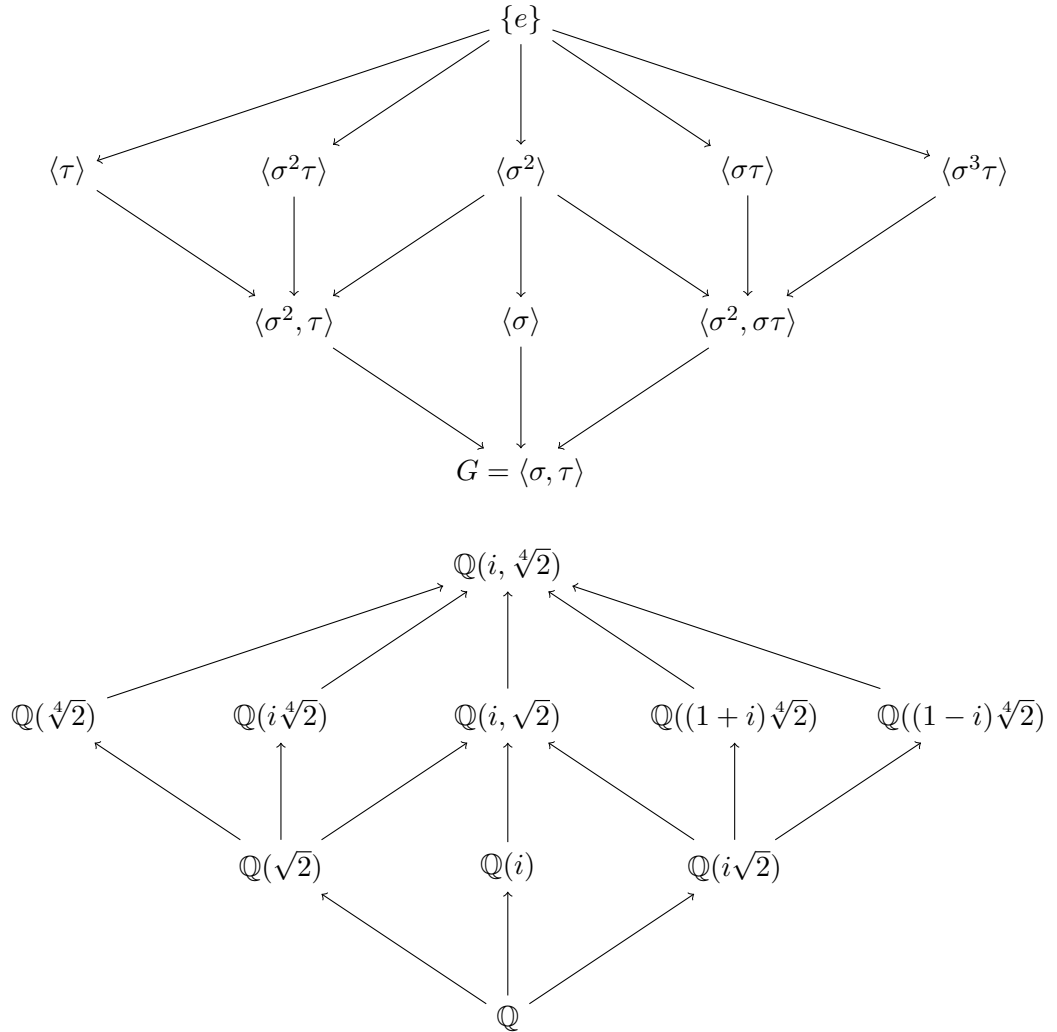 {e}
⟨τ⟩ ⟨σ²τ⟩ ⟨σ²⟩ ⟨στ⟩ ⟨σ³τ⟩
⟨σ², τ⟩ ⟨σ⟩ ⟨σ², στ⟩
G = ⟨σ, τ⟩
ℚ(i, ∜2)
ℚ(∜2) ℚ(i∜2) ℚ(i, √2) ℚ((1 + i)∜2) ℚ((1 − i)∜2)
ℚ(√2) ℚ(i) ℚ(i√2)
ℚ